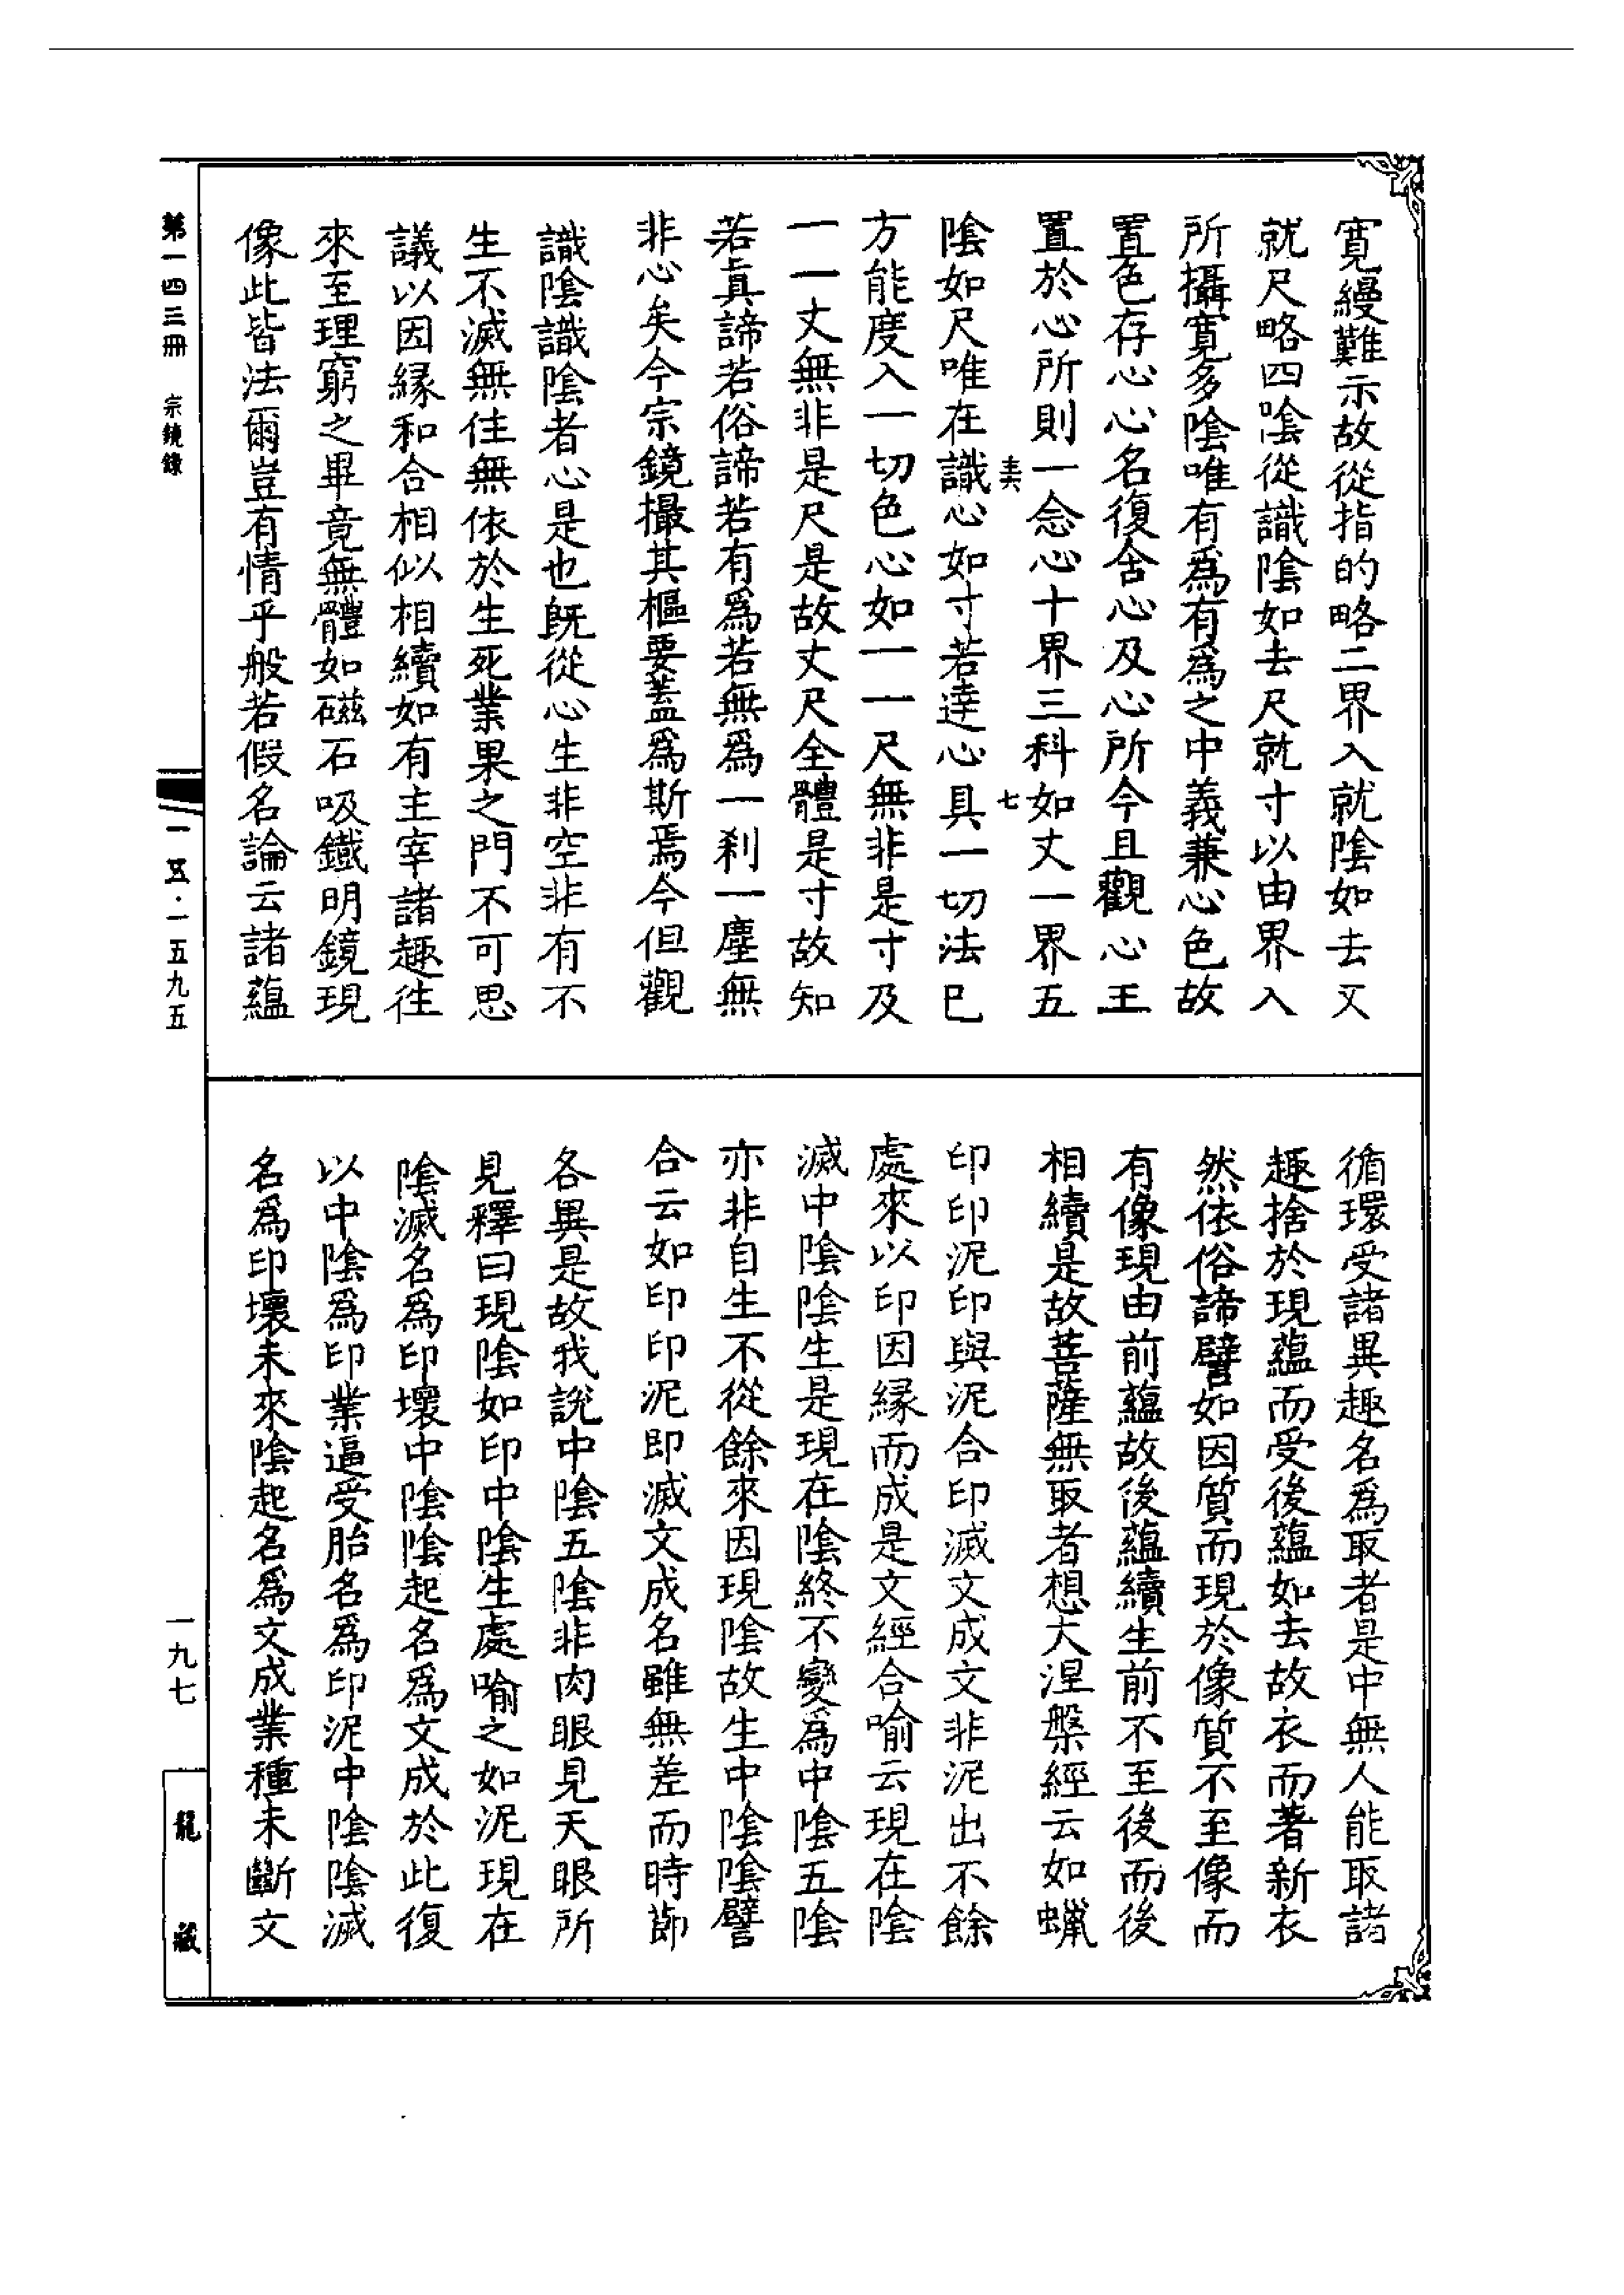 寬縵難示故從指的略二界入就陰如去丈
就尺略四陰從識陰如去尺就寸以由界入
所攝寬多陰唯有為有為之中義兼心色故
置色存心心名復含心及心所今且觀心王
置於心所則一念心十界三科如丈一界五
七
陰如尺唯在識心如寸若達心具一切法已
方能度入一切色心如一一尺無非是寸及
一一丈無非是尺是故丈尺全體是寸故知
若真諦若俗諦若有為若無為一刹一塵無
非心矣今宗鏡撮其樞要蓋為斯焉今但觀
識陰識陰者心是也既從心生非空非有不
生不滅無住無依於生死業果之門不可思
議以因緣和合相似相續如有主宰諸趣往
來至理窮之畢竟無體如磁石吸鐵明鏡現
像此皆法爾豈有情乎般若假名論云諸蘊
循環受諸異趣名為取者是中無人能取諸
趣捨於現蘊而受後蘊如去故衣而著新衣
然依俗諦譬如因質而現於像質不至像而
有像現由前蘊故後蘊續生前不至後而後
相續是故菩薩無取者想大涅槃經云如蠟
印印泥印與泥合印滅文成文非泥出不餘
處來以印因緣而成是文經合喻云現在陰
滅中陰陰生是現在陰終不變為中陰五陰
亦非自生不從餘來因現陰故生中陰陰譬
合云如印印泥即滅文成名雖無差而時節
各異是故我說中陰五陰非肉眼見天眼所
見釋曰現陰如印中陰生處喻之如泥現在
陰滅名為印壞中陰陰起名為文成於此復
以中陰為印業逼受胎名為印泥中陰陰滅
名為印壞未來陰起名為文成業種未斷文
第一四三冊 宗鏡錄
一五·一五九五
一九七
龍藏